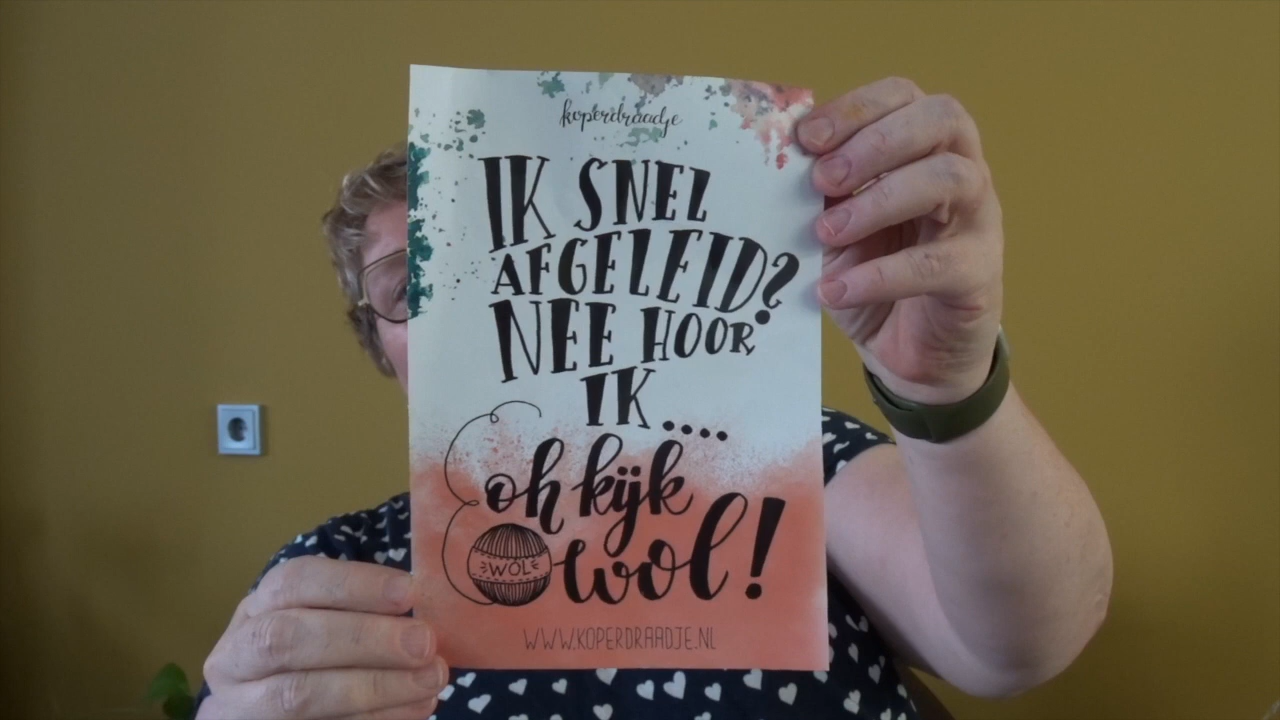 koperdraadje
IK SNEL
AFGELEID?
NEE HOOR
IK....
oh kijk
WOL
wol!
WWW.KOPERDRAADJE.NL